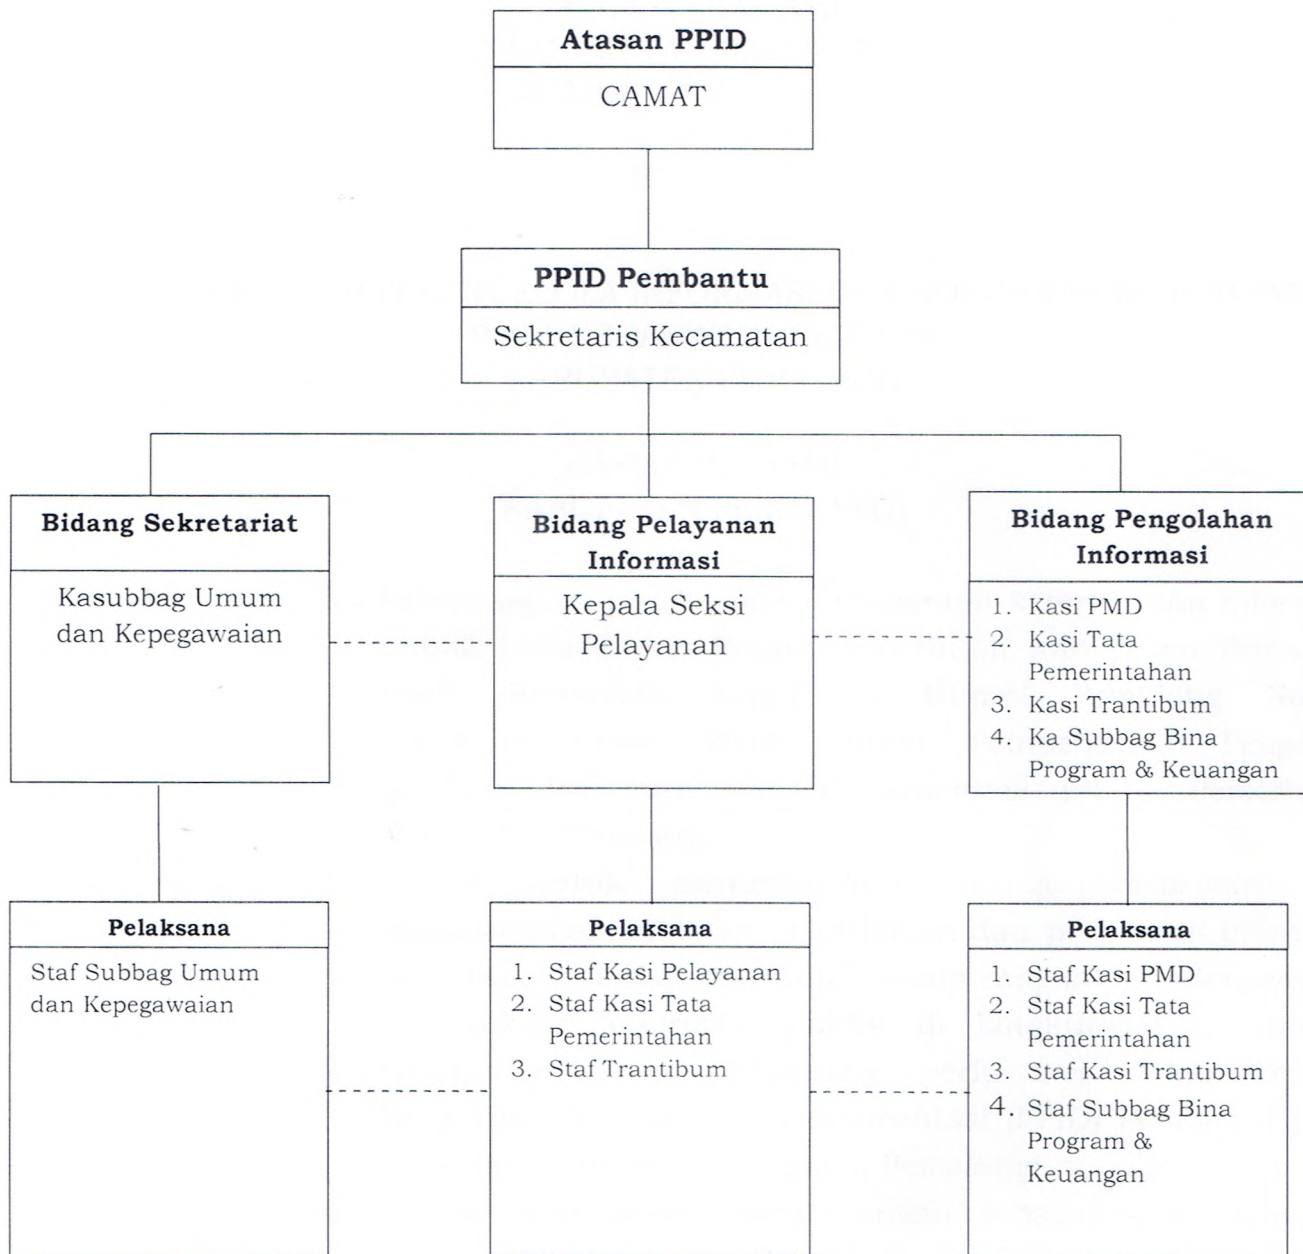 Atasan PPID
CAMAT
PPID Pembantu
Sekretaris Kecamatan
Bidang Sekretariat
Kasubbag Umum
dan Kepegawaian
Bidang Pelayanan
Informasi
Kepala Seksi
Pelayanan
Bidang Pengolahan
Informasi
1. Kasi PMD
2. Kasi Tata
Pemerintahan
3. Kasi Trantibum
4. Ka Subbag Bina
Program & Keuangan
Pelaksana
Staf Subbag Umum
dan Kepegawaian
Pelaksana
1. Staf Kasi Pelayanan
2. Staf Kasi Tata
Pemerintahan
3. Staf Trantibum
Pelaksana
1. Staf Kasi PMD
2. Staf Kasi Tata
Pemerintahan
3. Staf Kasi Trantibum
4. Staf Subbag Bina
Program &
Keuangan